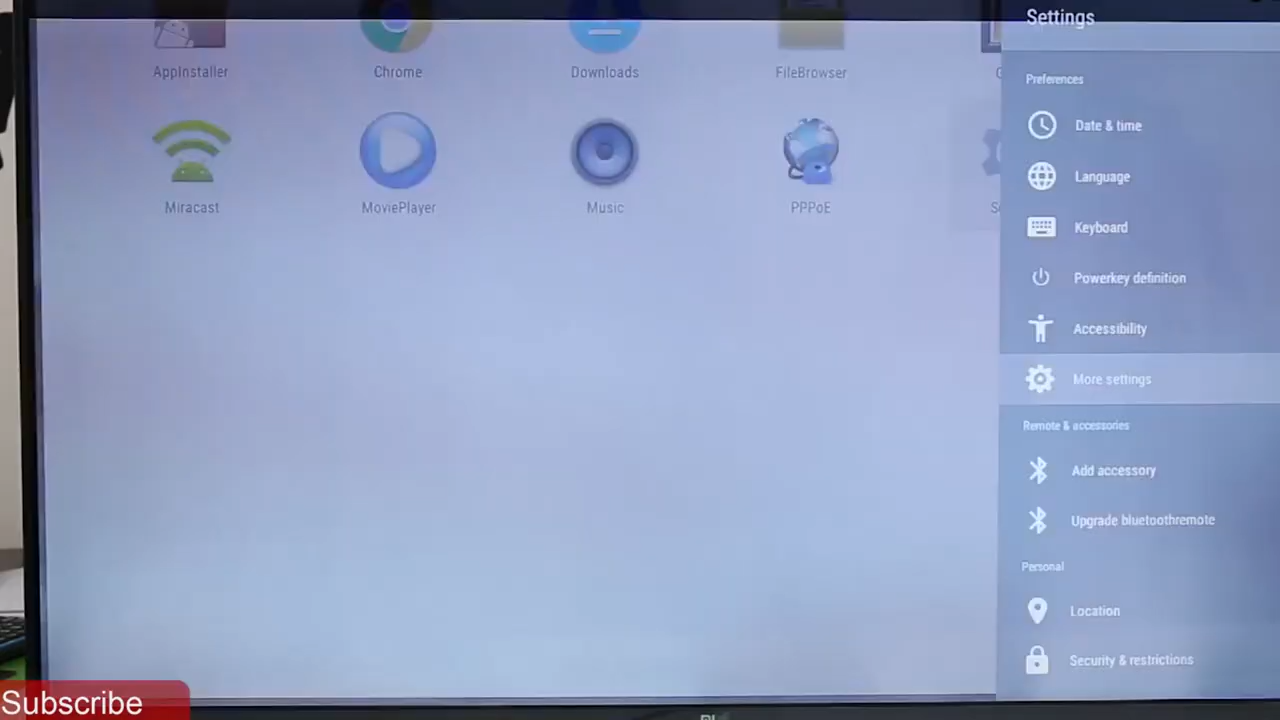 Settings
AppInstaller
Chrome
Downloads
FileBrowser
Miracast
MoviePlayer
Music
PPPoE
Preferences
Date & time
Language
Keyboard
Powerkey definition
Accessibility
More settings
Remote & accessories
Add accessory
Upgrade bluetoothremote
Personal
Location
Security & restrictions
Subscribe